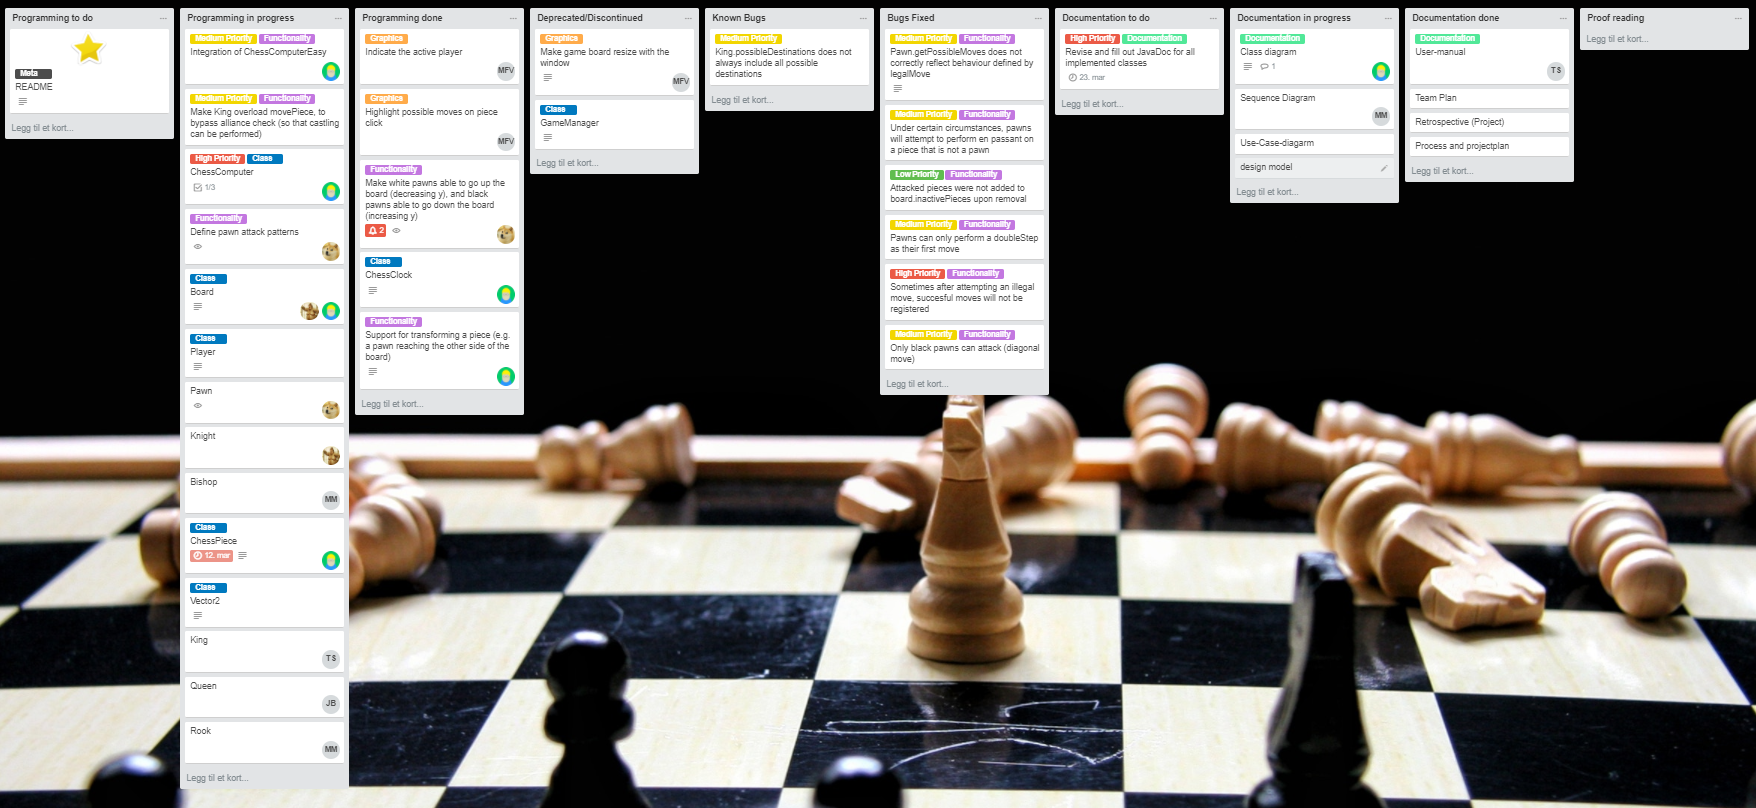 Programming to do
Meta
README
Legg til et kort...
Programming in progress
Medium Priority Functionality
Integration of ChessComputerEasy
Medium Priority Functionality
Make King overload movePiece, to
bypass alliance check (so that castling
can be performed)
High Priority Class
ChessComputer
1/3
Functionality
Define pawn attack patterns
Class
Board
Class
Player
Pawn
Knight
Bishop
MM
Class
ChessPiece
12. mar
Class
Vector2
King
TS
Queen
JB
Rook
MM
Legg til et kort...
Programming done
Graphics
Indicate the active player
MFV
Graphics
Highlight possible moves on piece
click
MFV
Functionality
Make white pawns able to go up the
board (decreasing y), and black
pawns able to go down the board
(increasing y)
2
Class
ChessClock
Functionality
Support for transforming a piece (e.g.
a pawn reaching the other side of the
board)
Legg til et kort...
Deprecated/Discontinued
Graphics
Make game board resize with the
window
MFV
Class
GameManager
Legg til et kort...
Known Bugs
Medium Priority
King.possibleDestinations does not
always include all possible
destinations
Legg til et kort...
Bugs Fixed
Medium Priority Functionality
Pawn.getPossibleMoves does not
correctly reflect behaviour defined by
legalMove
Medium Priority Functionality
Under certain circumstances, pawns
will attempt to perform en passant on
a piece that is not a pawn
Low Priority Functionality
Attacked pieces were not added to
board.inactivePieces upon removal
Medium Priority Functionality
Pawns can only perform a doubleStep
as their first move
High Priority Functionality
Sometimes after attempting an illegal
move, succesful moves will not be
registered
Medium Priority Functionality
Only black pawns can attack (diagonal
move)
Legg til et kort...
Documentation to do
High Priority Documentation
Revise and fill out JavaDoc for all
implemented classes
23. mar
Legg til et kort...
Documentation in progress
Documentation
Class diagram
1
Sequence Diagram
MM
Use-Case-diagarm
design model
Legg til et kort...
Documentation done
Documentation
User-manual
TS
Team Plan
Retrospective (Project)
Process and projectplan
Legg til et kort...
Proof reading
Legg til et kort...